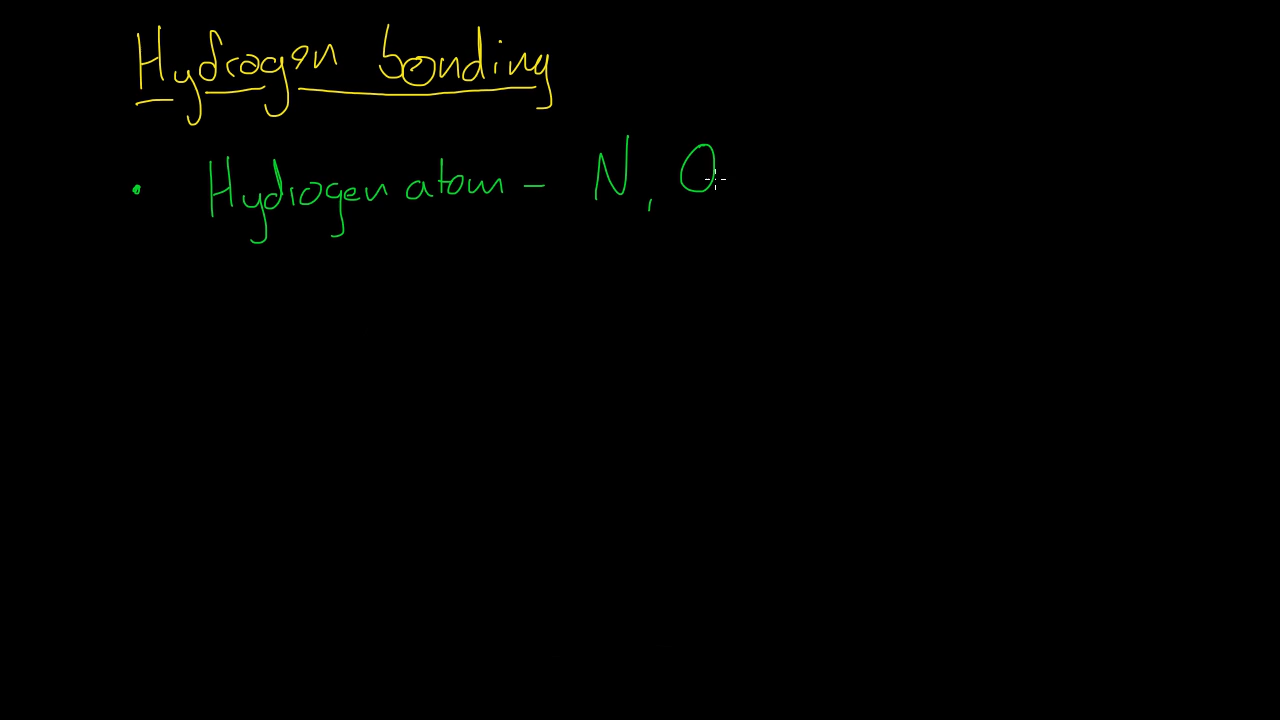 Hydrogen bonding
• Hydrogen atom – N, O